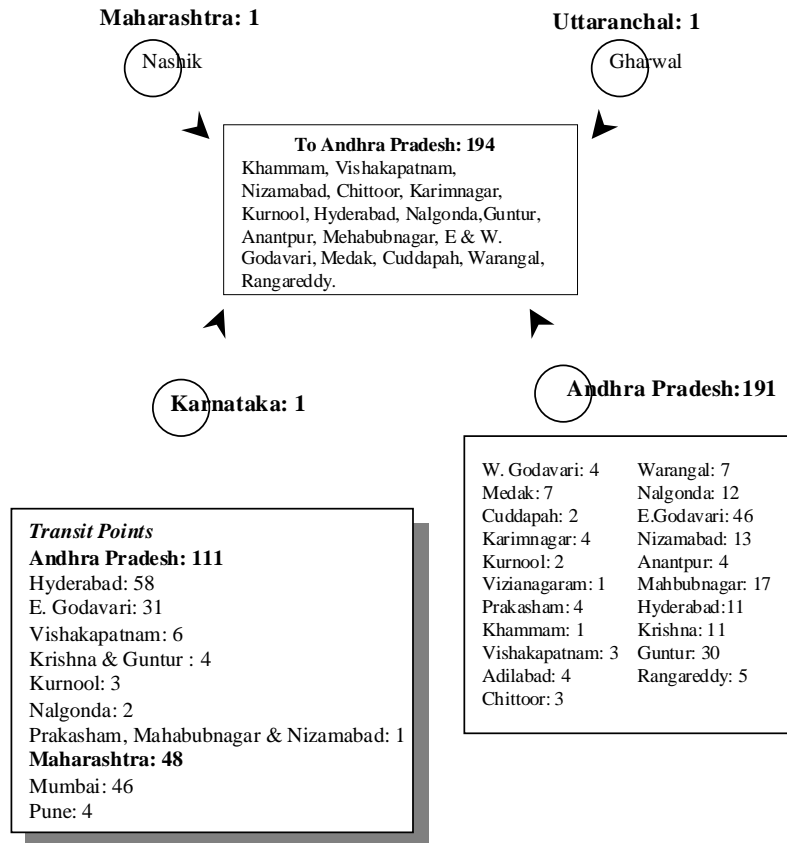 Maharashtra: 1
Nashik
Uttaranchal: 1
Gharwal
To Andhra Pradesh: 194
Khammam, Vishakapatnam,
Nizamabad, Chittoor, Karimnagar,
Kurnool, Hyderabad, Nalgonda,Guntur,
Anantpur, Mehabubnagar, E & W.
Godavari, Medak, Cuddapah, Warangal,
Rangareddy.
Karnataka: 1
Andhra Pradesh:191
W. Godavari: 4
Medak: 7
Cuddapah: 2
Karimnagar: 4
Kurnool: 2
Vizianagaram: 1
Prakasham: 4
Khammam: 1
Vishakapatnam: 3
Adilabad: 4
Chittoor: 3
Warangal: 7
Nalgonda: 12
E.Godavari: 46
Nizamabad: 13
Anantpur: 4
Mahbubnagar: 17
Hyderabad:11
Krishna: 11
Guntur: 30
Rangareddy: 5
Transit Points
Andhra Pradesh: 111
Hyderabad: 58
E. Godavari: 31
Vishakapatnam: 6
Krishna & Guntur : 4
Kurnool: 3
Nalgonda: 2
Prakasham, Mahabubnagar & Nizamabad: 1
Maharashtra: 48
Mumbai: 46
Pune: 4